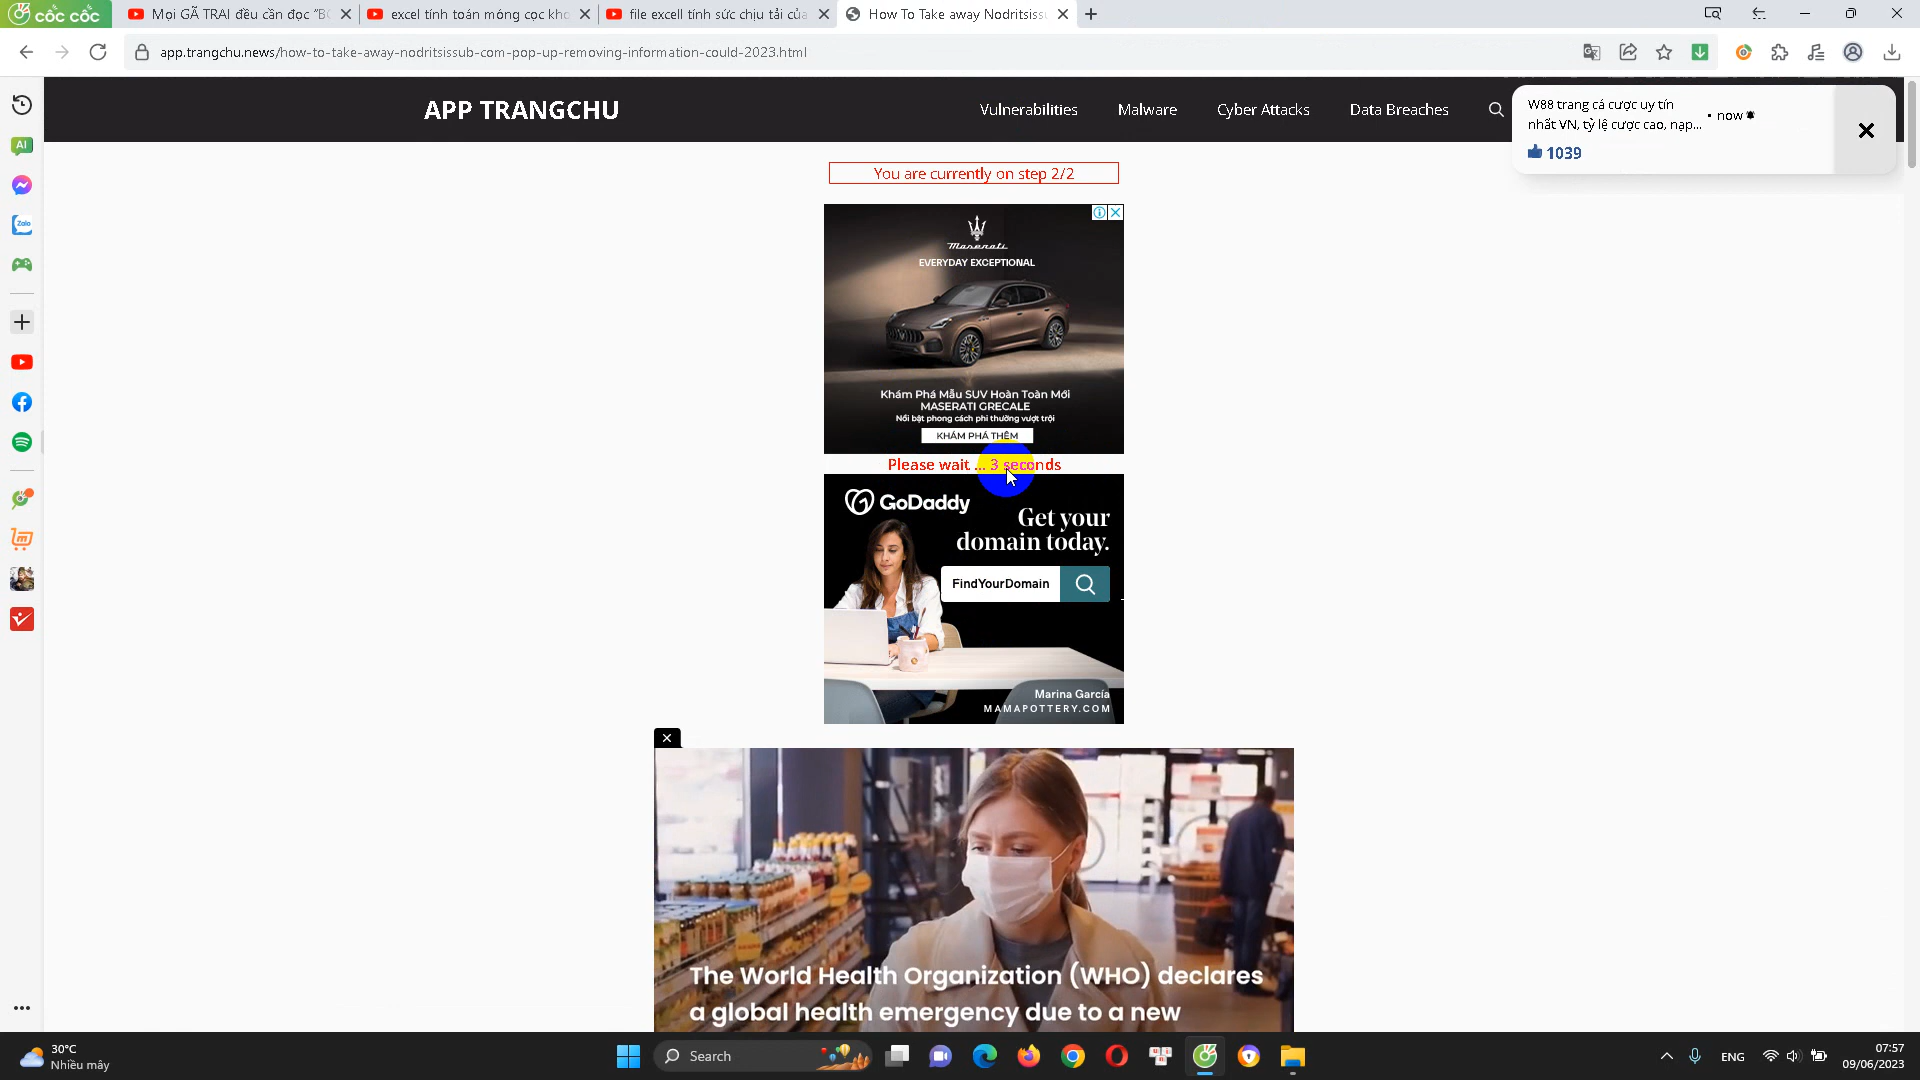 cốc cốc
Mọi GÃ TRAI đều cần đọc "B
excel tính toán móng cọc kho
file excell tính sức chịu tải của
How To Take away Nodritsissu
app.trangchu.news/how-to-take-away-nodritsissub-com-pop-up-removing-information-could-2023.html
APP TRANGCHU
Vulnerabilities
Malware
Cyber Attacks
Data Breaches
W88 trang cá cược uy tín
nhất VN, tỷ lệ cược cao, nạp...
• now
1039
You are currently on step 2/2
Maserati
EVERYDAY EXCEPTIONAL
Khám Phá Mẫu SUV Hoàn Toàn Mới
MASERATI GRECALE
Nổi bật phong cách phi thường vượt trội
KHÁM PHÁ THÊM
Please wait ... 3 seconds
GoDaddy
Get your
domain today.
FindYourDomain
Marina García
MAMAPOTTERY.COM
The World Health Organization (WHO) declares
a global health emergency due to a new
AI
Zalo
30°C
Nhiều mây
Search
ENG
07:57
09/06/2023